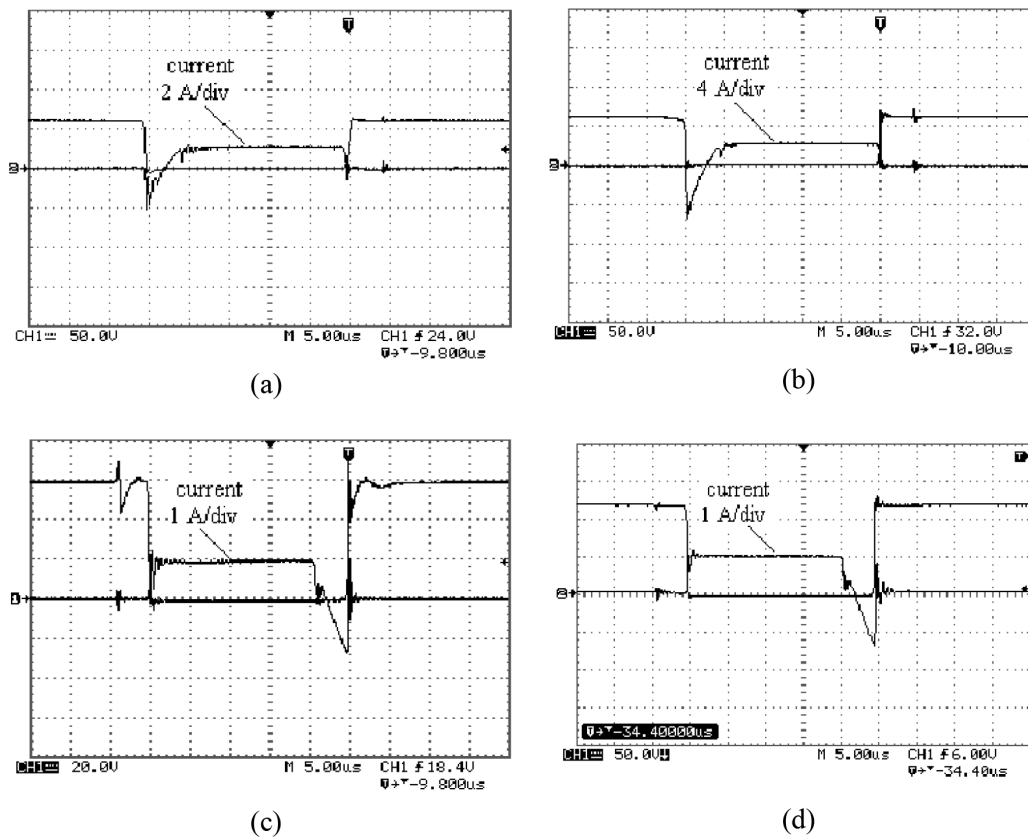 current
2 A/div
CH1 50.0V M 5.00us CH1 24.0V
-9.800us
(a)
current
4 A/div
CH1 50.0V M 5.00us CH1 32.0V
-10.00us
(b)
current
1 A/div
CH1 20.0V M 5.00us CH1 18.4V
-9.800us
(c)
current
1 A/div
-34.40000us
CH1 50.0V M 5.00us CH1 6.00V
-34.40us
(d)